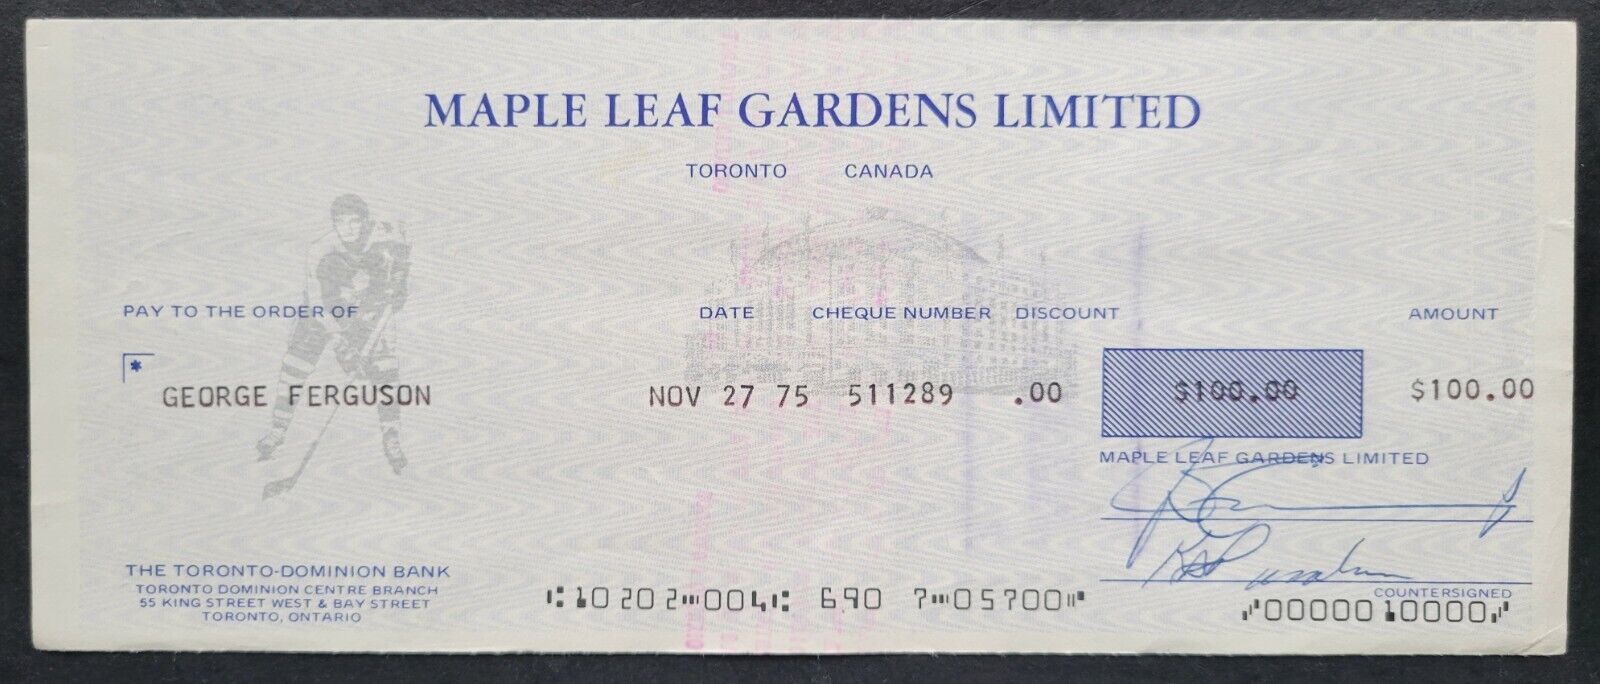 MAPLE LEAF GARDENS LIMITED
TORONTO CANADA
PAY TO THE ORDER OF DATE CHEQUE NUMBER DISCOUNT AMOUNT
*
GEORGE FERGUSON NOV 27 75 511289 .00 $100.00 $100.00
MAPLE LEAF GARDENS LIMITED
THE TORONTO-DOMINION BANK
TORONTO DOMINION CENTRE BRANCH
55 KING STREET WEST & BAY STREET
TORONTO, ONTARIO
COUNTERSIGNED
⑆10202⑉004⑆ 690 7⑉05700⑈ ⑇0000010000⑇